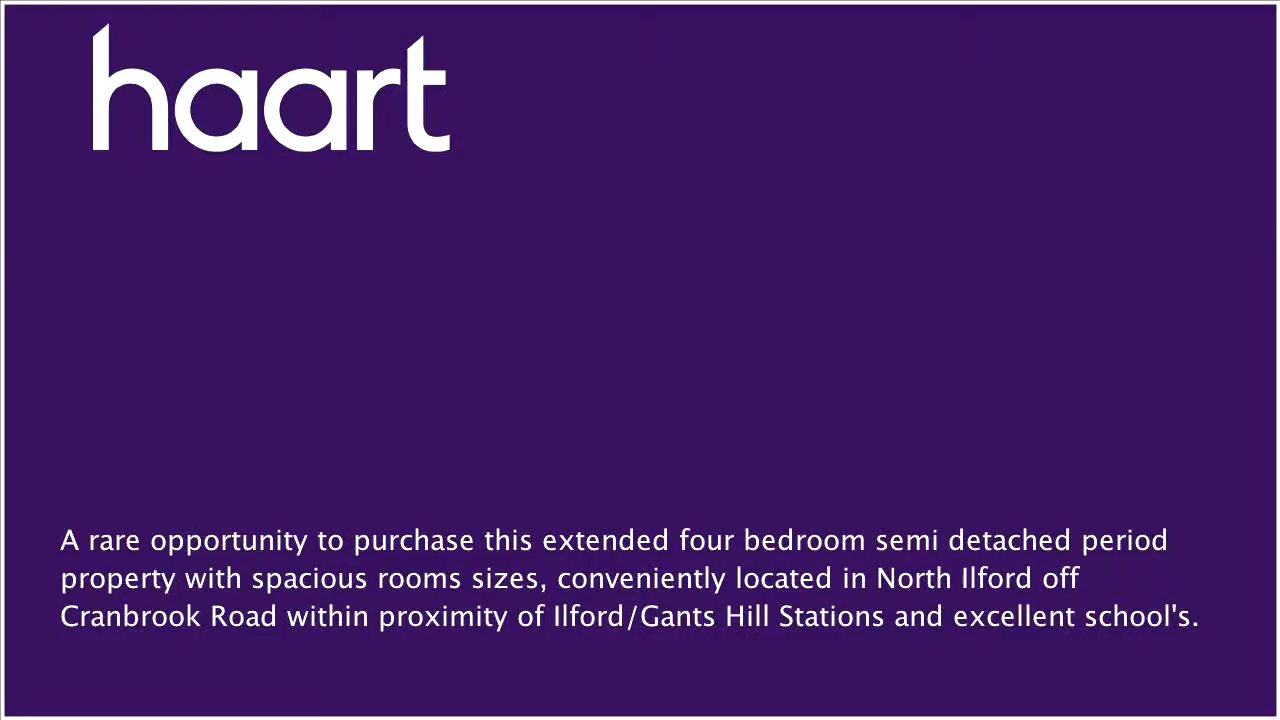 haart
A rare opportunity to purchase this extended four bedroom semi detached period
property with spacious rooms sizes, conveniently located in North Ilford off
Cranbrook Road within proximity of Ilford/Gants Hill Stations and excellent school's.